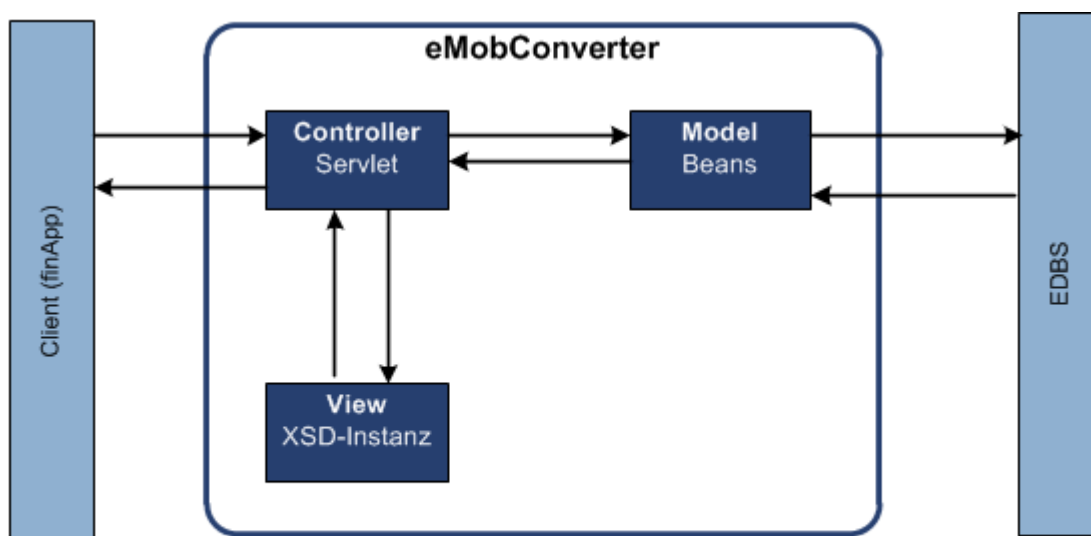 eMobConverter
Client (finApp)
Controller
Servlet
Model
Beans
View
XSD-Instanz
EDBS